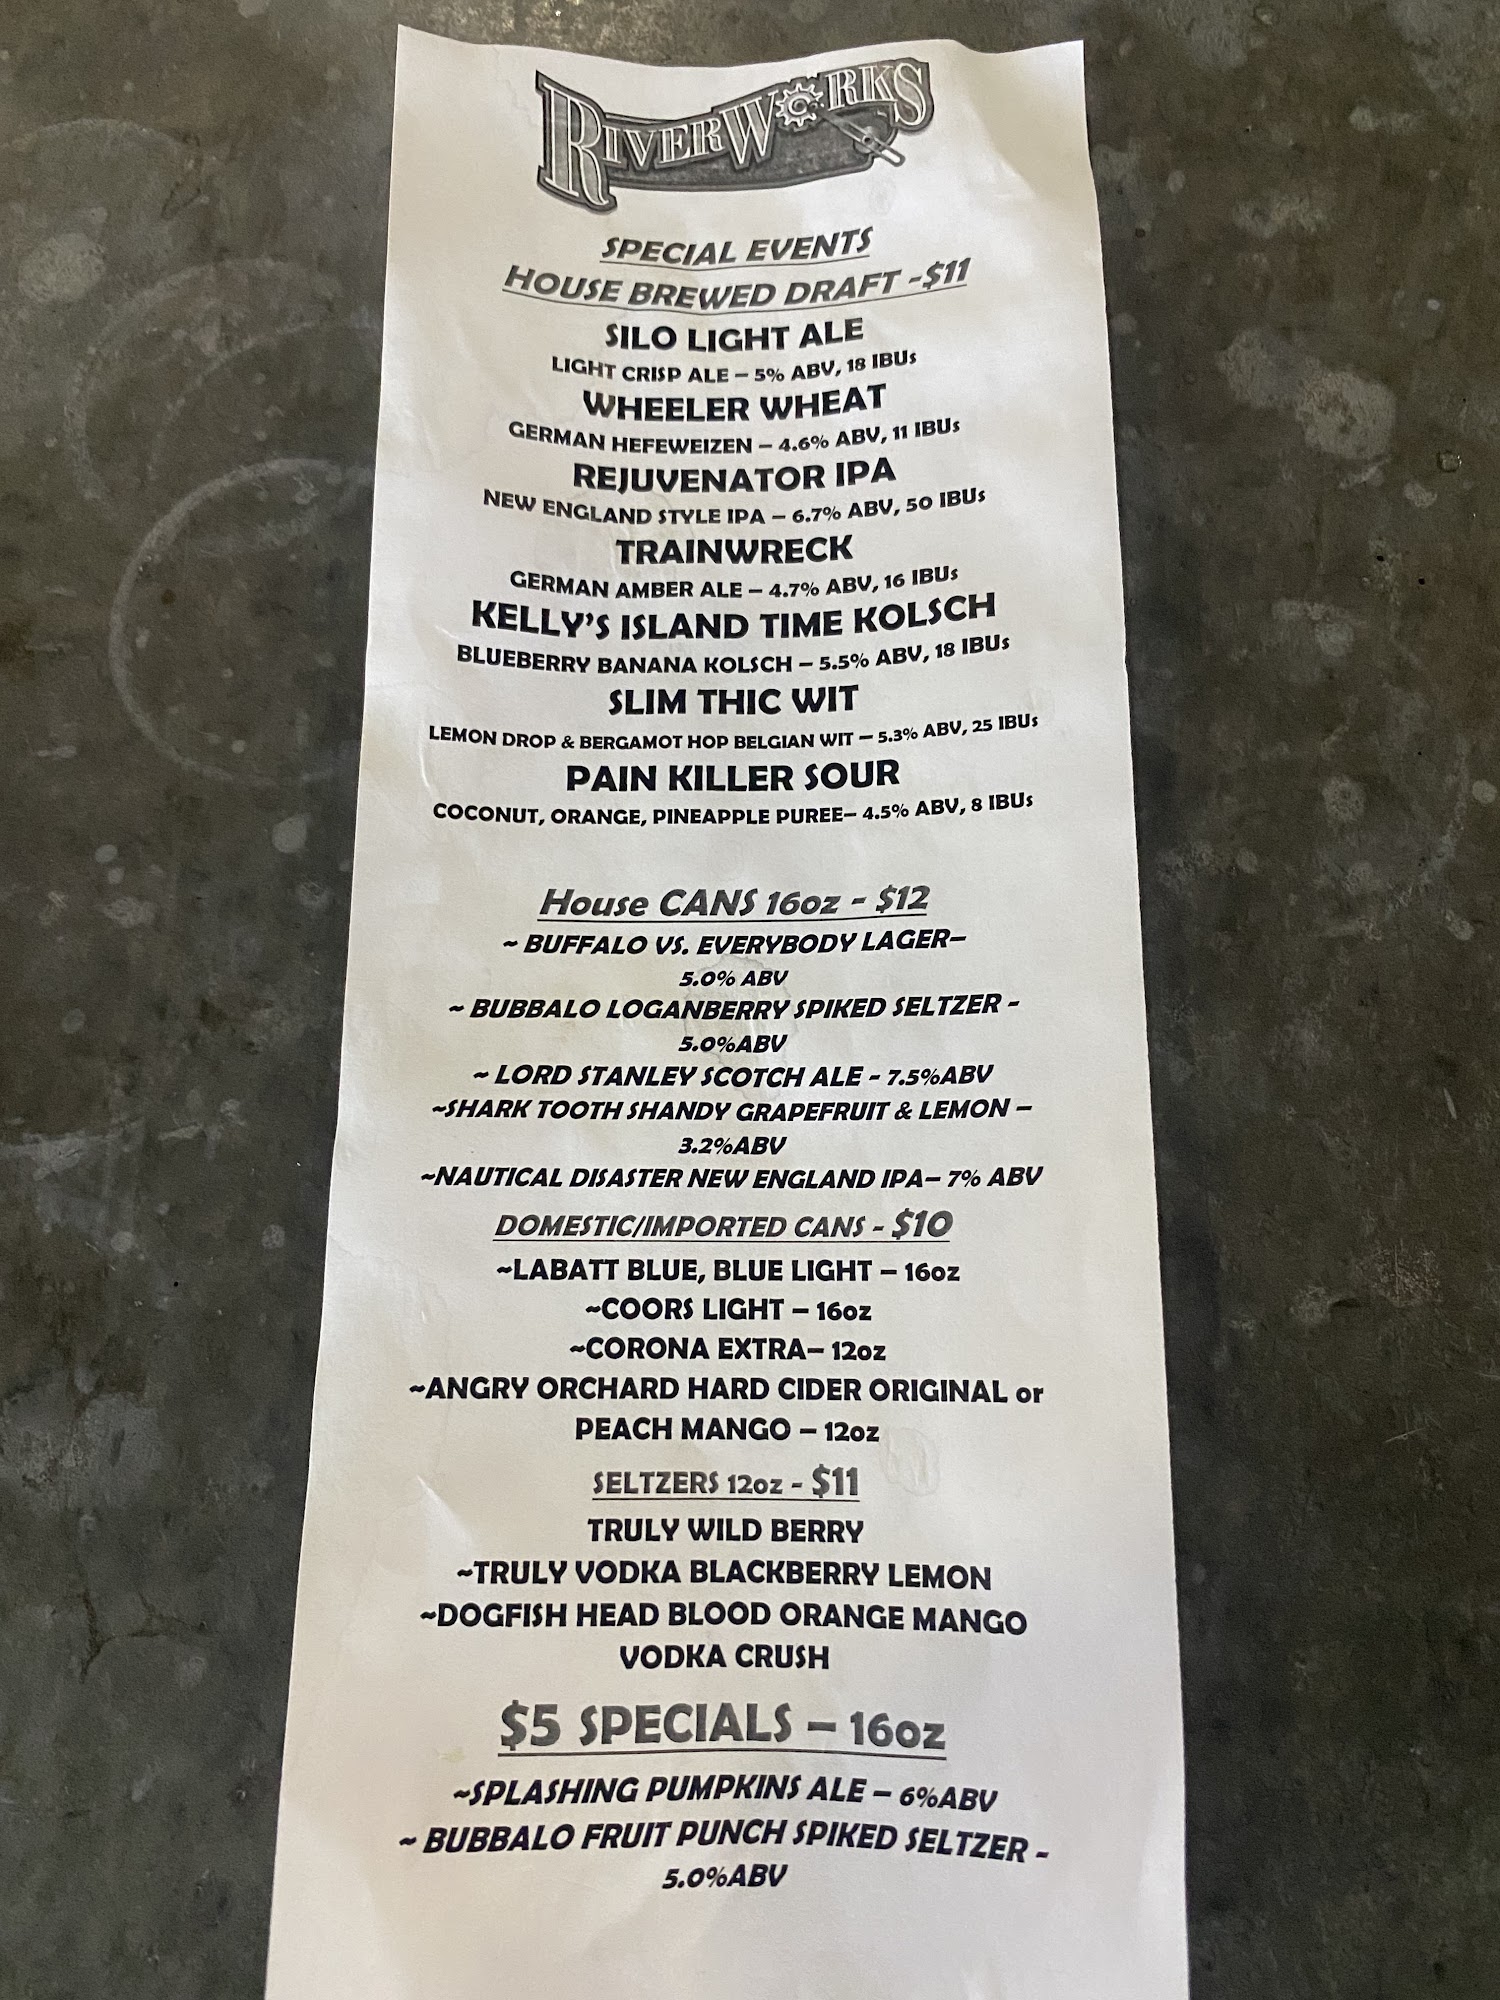 RIVERWORKS
SPECIAL EVENTS
HOUSE BREWED DRAFT -$11
SILO LIGHT ALE
LIGHT CRISP ALE – 5% ABV, 18 IBUs
WHEELER WHEAT
GERMAN HEFEWEIZEN – 4.6% ABV, 11 IBUs
REJUVENATOR IPA
NEW ENGLAND STYLE IPA – 6.7% ABV, 50 IBUs
TRAINWRECK
GERMAN AMBER ALE – 4.7% ABV, 16 IBUs
KELLY'S ISLAND TIME KOLSCH
BLUEBERRY BANANA KOLSCH – 5.5% ABV, 18 IBUs
SLIM THIC WIT
LEMON DROP & BERGAMOT HOP BELGIAN WIT – 5.3% ABV, 25 IBUs
PAIN KILLER SOUR
COCONUT, ORANGE, PINEAPPLE PUREE– 4.5% ABV, 8 IBUs
House CANS 16oz - $12
~ BUFFALO VS. EVERYBODY LAGER–
5.0% ABV
~ BUBBALO LOGANBERRY SPIKED SELTZER -
5.0%ABV
~ LORD STANLEY SCOTCH ALE - 7.5%ABV
~SHARK TOOTH SHANDY GRAPEFRUIT & LEMON –
3.2%ABV
~NAUTICAL DISASTER NEW ENGLAND IPA– 7% ABV
DOMESTIC/IMPORTED CANS - $10
~LABATT BLUE, BLUE LIGHT – 16oz
~COORS LIGHT – 16oz
~CORONA EXTRA– 12oz
~ANGRY ORCHARD HARD CIDER ORIGINAL or
PEACH MANGO – 12oz
SELTZERS 12oz - $11
TRULY WILD BERRY
~TRULY VODKA BLACKBERRY LEMON
~DOGFISH HEAD BLOOD ORANGE MANGO
VODKA CRUSH
$5 SPECIALS – 16oz
~SPLASHING PUMPKINS ALE – 6%ABV
~ BUBBALO FRUIT PUNCH SPIKED SELTZER -
5.0%ABV